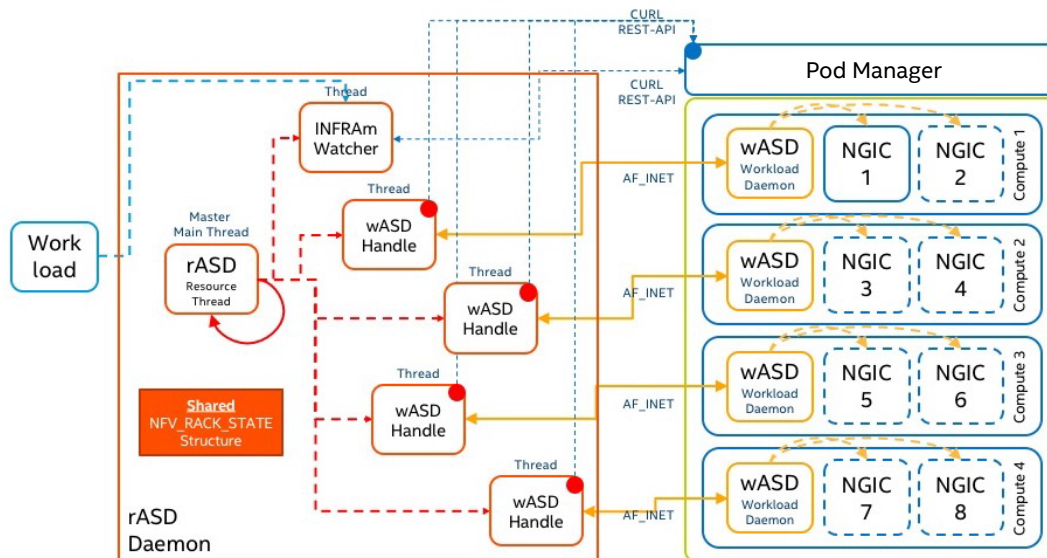 CURL
REST-API
Pod Manager
CURL
REST-API
Thread
INFRAm
Watcher
Thread
wASD
Handle
Master
Main Thread
rASD
Resource
Thread
Work
load
Thread
wASD
Handle
Thread
wASD
Handle
Thread
wASD
Handle
Shared
NFV_RACK_STATE
Structure
rASD
Daemon
AF_INET
AF_INET
AF_INET
AF_INET
wASD
Workload
Daemon
NGIC
1
NGIC
2
Compute 1
wASD
Workload
Daemon
NGIC
3
NGIC
4
Compute 2
wASD
Workload
Daemon
NGIC
5
NGIC
6
Compute 3
wASD
Workload
Daemon
NGIC
7
NGIC
8
Compute 4